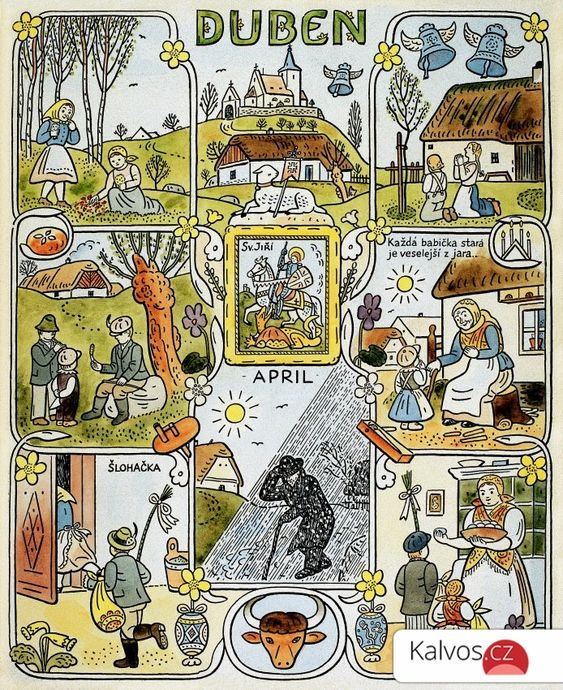 DUBEN
SV. JIŘÍ
Každá babička stará
je veselejší z jara..
APRIL
ŠLOHAČKA
Kalvos.cz